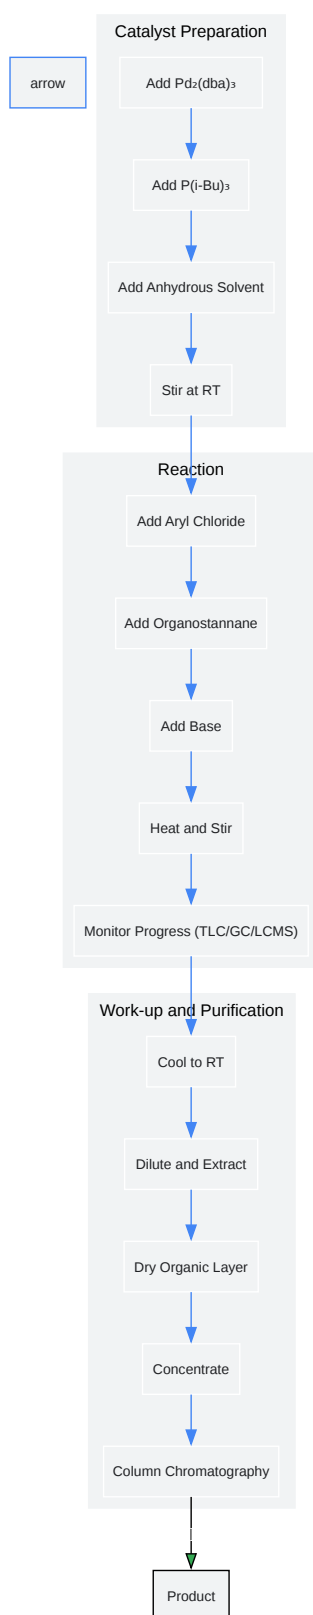 Catalyst Preparation
arrow
Add Pd₂(dba)₃
Add P(i-Bu)₃
Add Anhydrous Solvent
Stir at RT
Reaction
Add Aryl Chloride
Add Organostannane
Add Base
Heat and Stir
Monitor Progress (TLC/GC/LCMS)
Work-up and Purification
Cool to RT
Dilute and Extract
Dry Organic Layer
Concentrate
Column Chromatography
Product